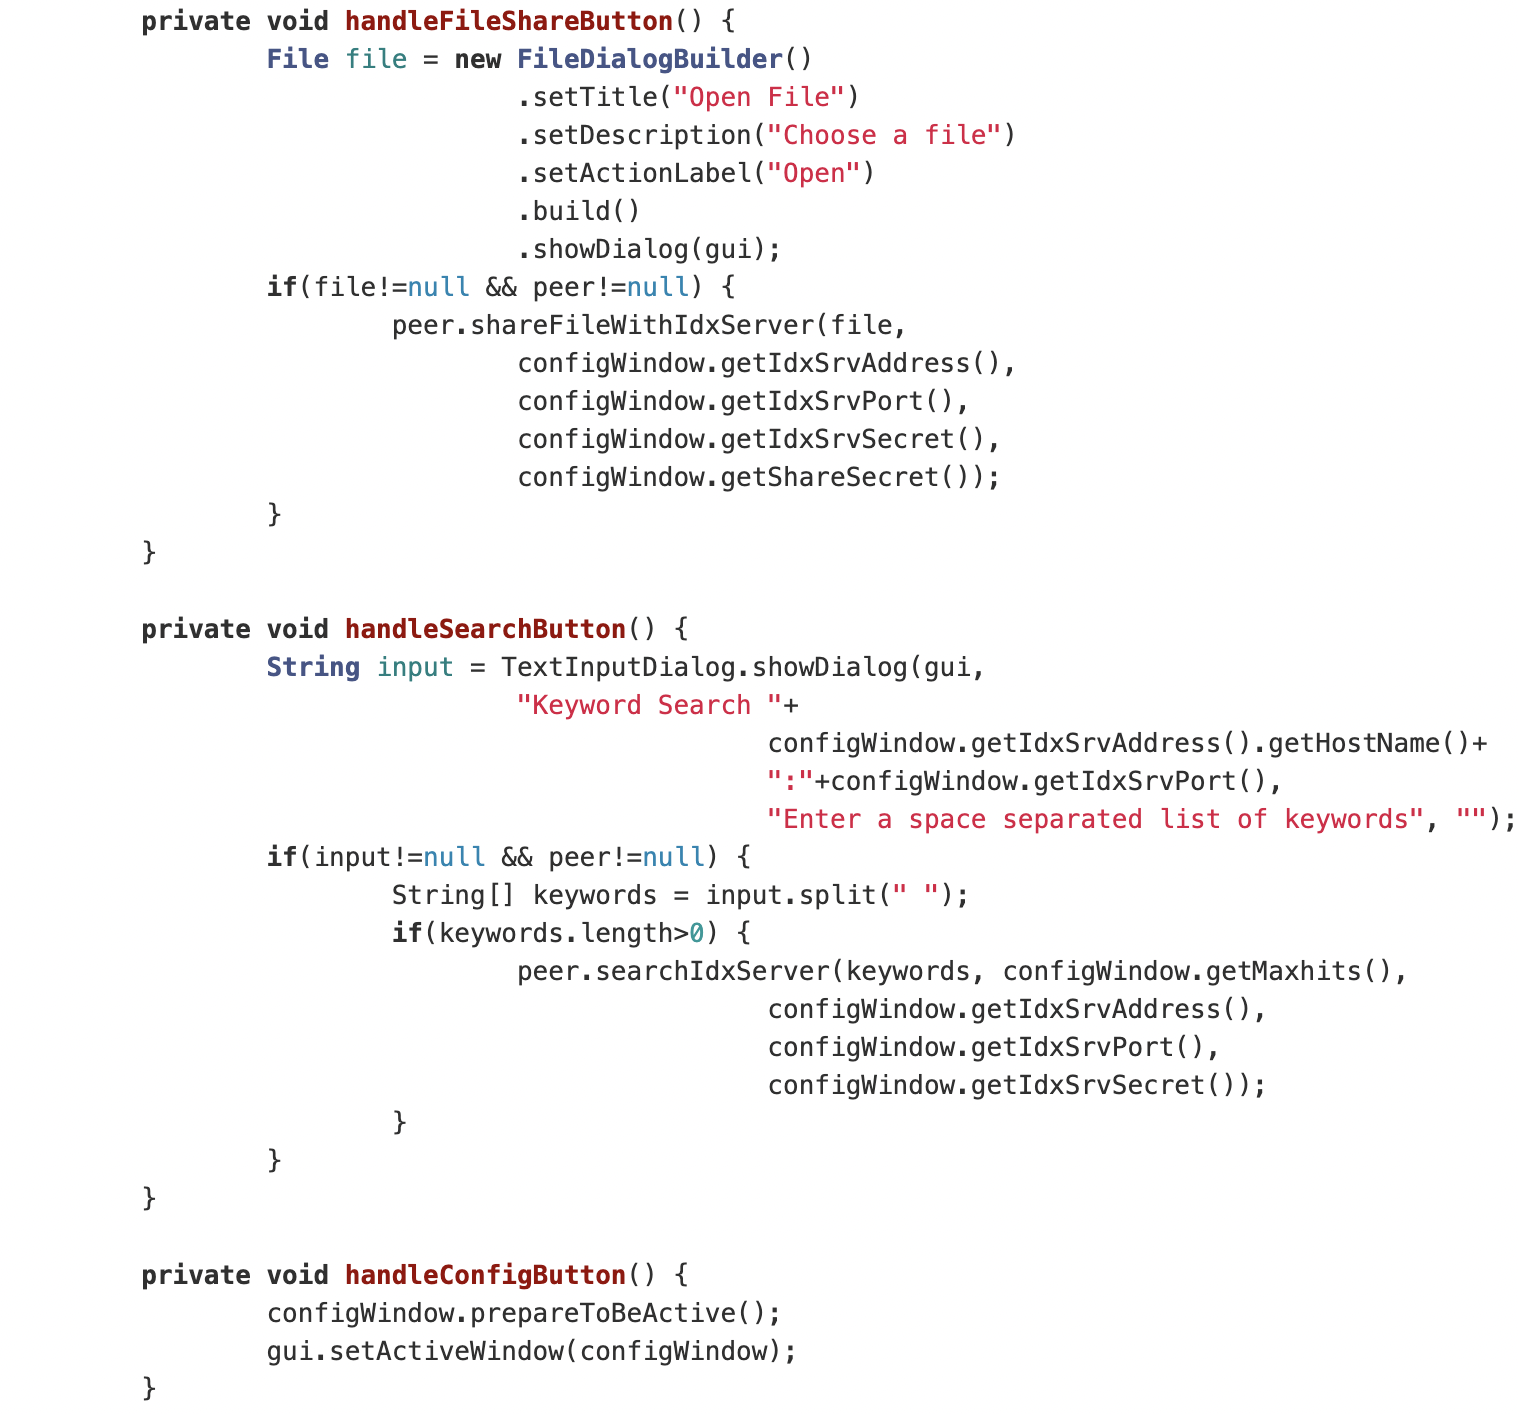 private void handleFileShareButton() {
File file = new FileDialogBuilder()
.setTitle("Open File")
.setDescription("Choose a file")
.setActionLabel("Open")
.build()
.showDialog(gui);
if(file!=null && peer!=null) {
peer.shareFileWithIdxServer(file,
configWindow.getIdxSrvAddress(),
configWindow.getIdxSrvPort(),
configWindow.getIdxSrvSecret(),
configWindow.getShareSecret());
}
}
private void handleSearchButton() {
String input = TextInputDialog.showDialog(gui,
"Keyword Search "+
configWindow.getIdxSrvAddress().getHostName()+
":"+configWindow.getIdxSrvPort(),
"Enter a space separated list of keywords", "");
if(input!=null && peer!=null) {
String[] keywords = input.split(" ");
if(keywords.length>0) {
peer.searchIdxServer(keywords, configWindow.getMaxhits(),
configWindow.getIdxSrvAddress(),
configWindow.getIdxSrvPort(),
configWindow.getIdxSrvSecret());
}
}
}
private void handleConfigButton() {
configWindow.prepareToBeActive();
gui.setActiveWindow(configWindow);
}